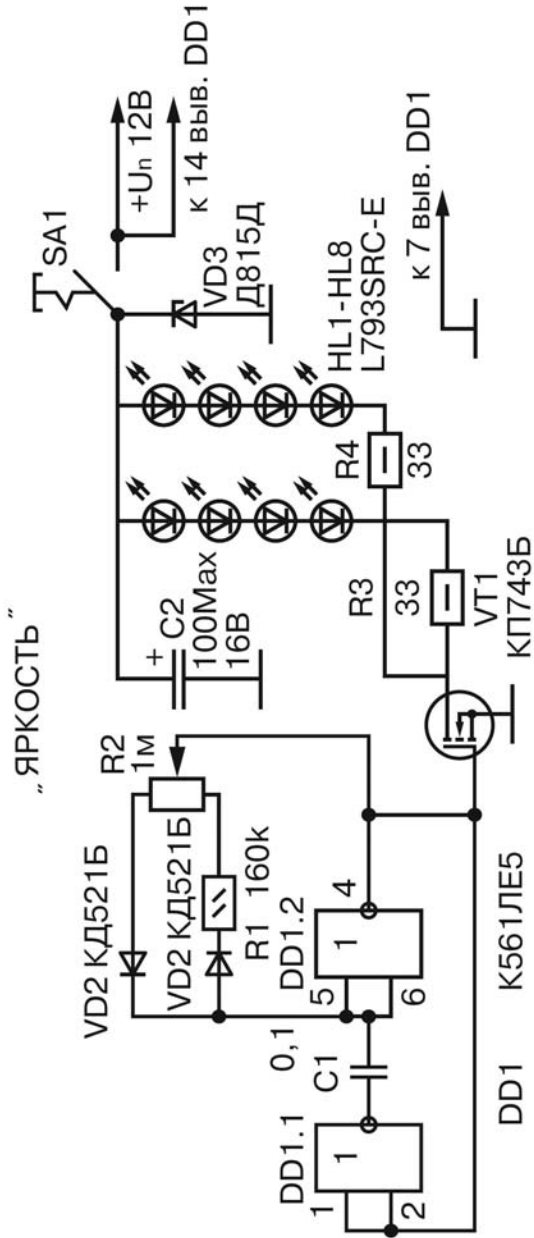 „ЯРКОСТЬ”
SA1
+Uп 12В
к 14 выв. DD1
VD2 КД521Б
R2
1м
VD2 КД521Б
R1 160k
+
C2
100Мах
16В
VD3
Д815Д
HL1-HL8
L793SRC-E
0,1
C1
DD1.1
1
1
2
DD1.2
1
5
6
4
R3
33
R4
33
VT1
КП743Б
к 7 выв. DD1
DD1
К561ЛЕ5